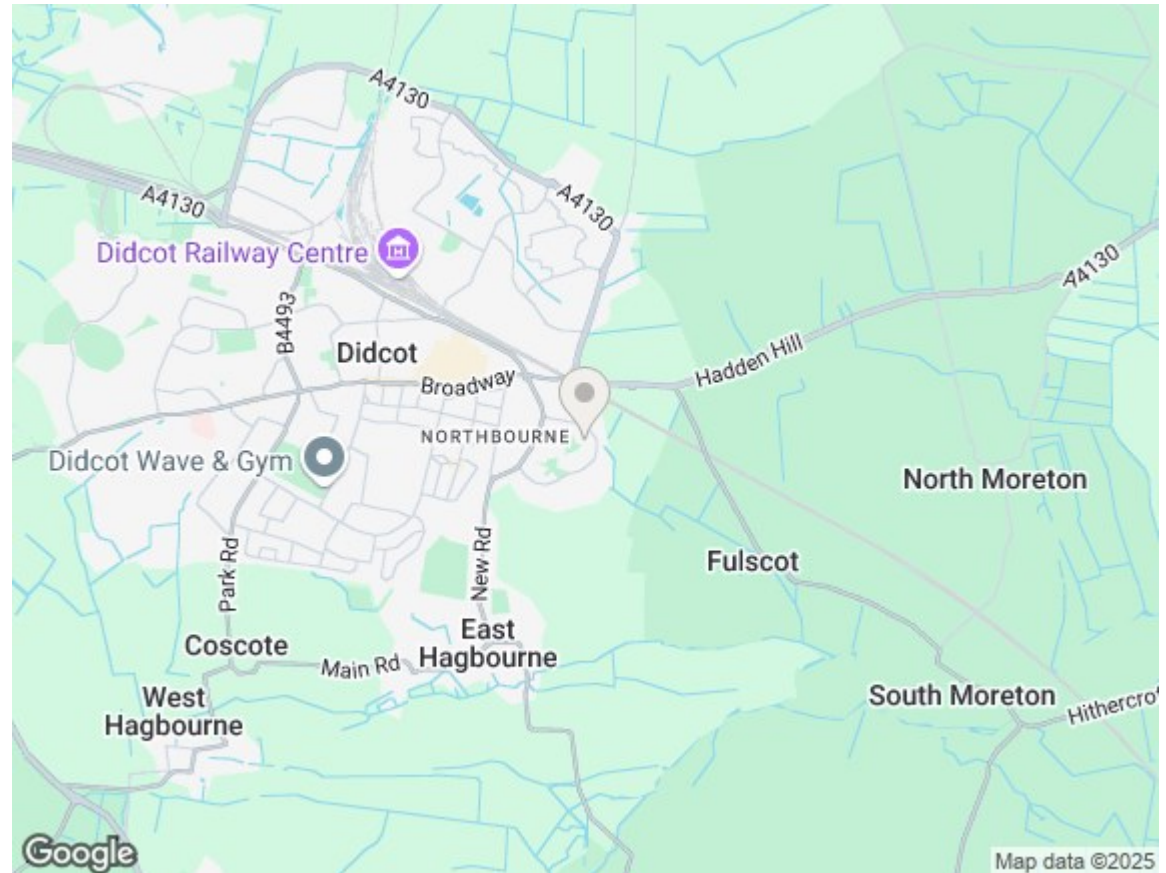 A4130
A4130
A4130
Didcot Railway Centre
A4130
B4493
Didcot
Hadden Hill
Broadway
NORTHBOURNE
Didcot Wave & Gym
North Moreton
New Rd
Fulscot
Park Rd
East
Hagbourne
Coscote
Main Rd
West
Hagbourne
South Moreton
Hithercrof
Google
Map data ©2025